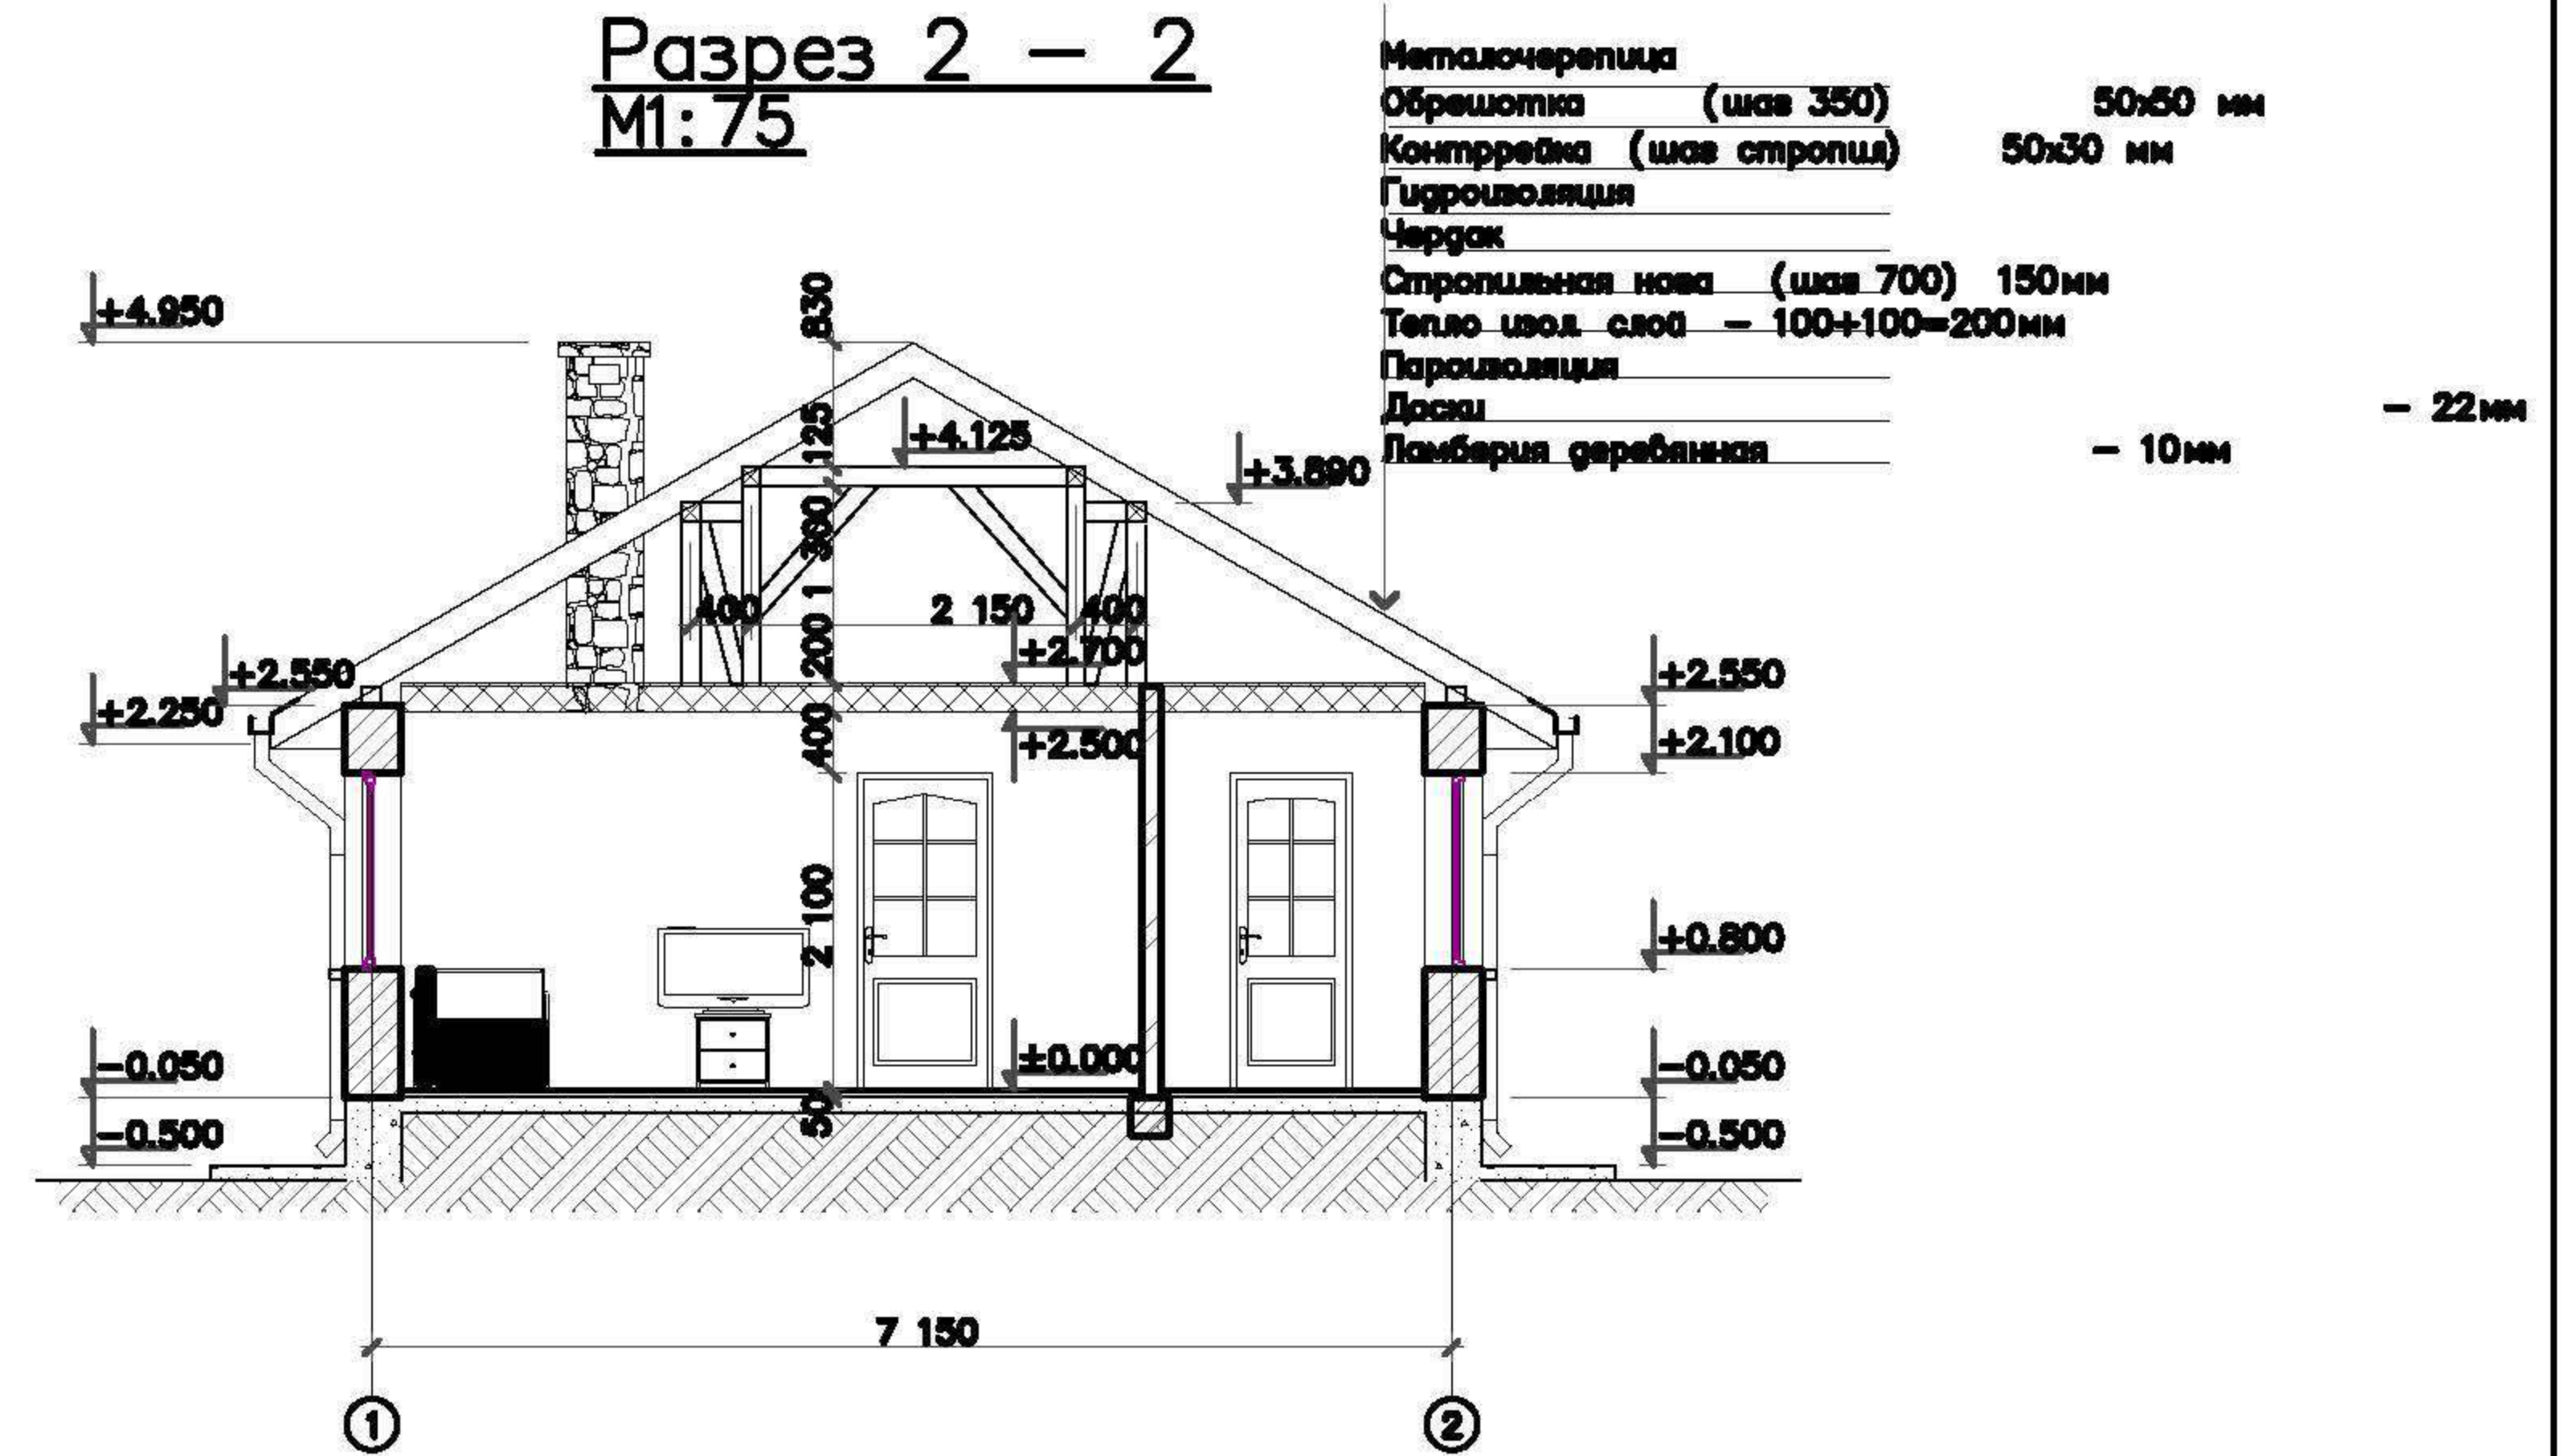 Разрез 2 - 2
М1:75
Металочерепица
Обрешотка (шаг 350) 50x50 мм
Контррейка (шаг стропил) 50x30 мм
Гидроизоляция
Чердак
Стропильная нога (шаг 700) 150мм
Тепло изол. слой - 100+100=200мм
Пароизоляция
Доски - 22мм
Ламберия деревянная - 10мм
+4.950
830
125
+4.125
+3.890
1 300
400
2 150
400
200
+2.700
+2.550
+2.550
+2.250
400
+2.500
+2.100
2 100
+0.800
±0.000
-0.050
-0.050
50
-0.500
-0.500
7 150
1
2